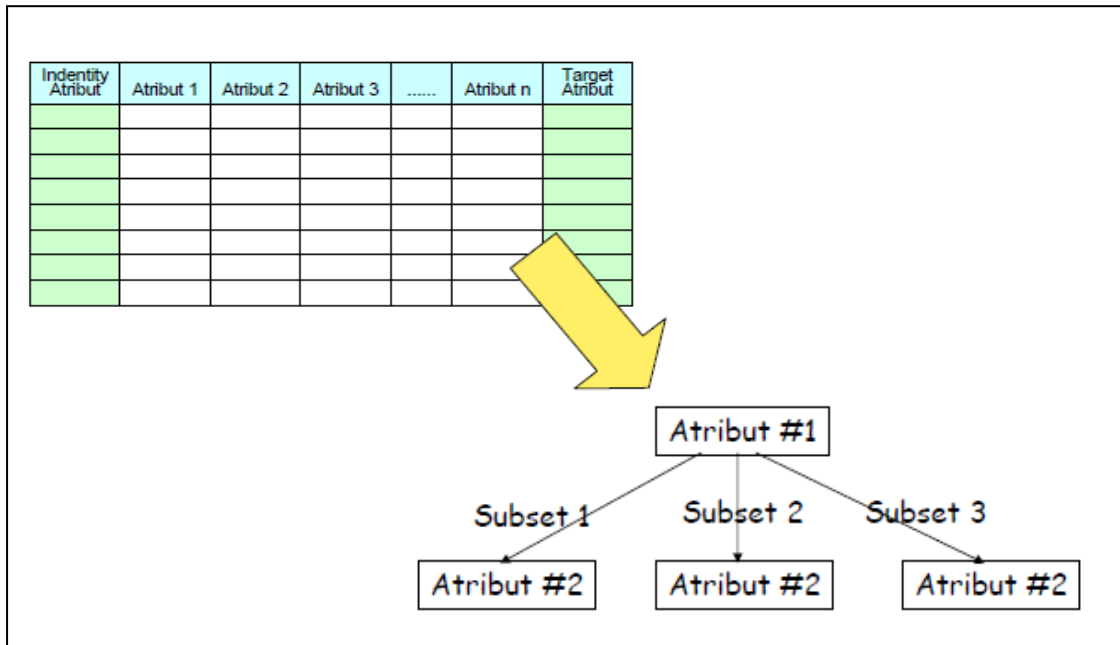 Indentity
Atribut
Atribut 1
Atribut 2
Atribut 3
......
Atribut n
Target
Atribut
Atribut #1
Subset 1
Subset 2
Subset 3
Atribut #2
Atribut #2
Atribut #2